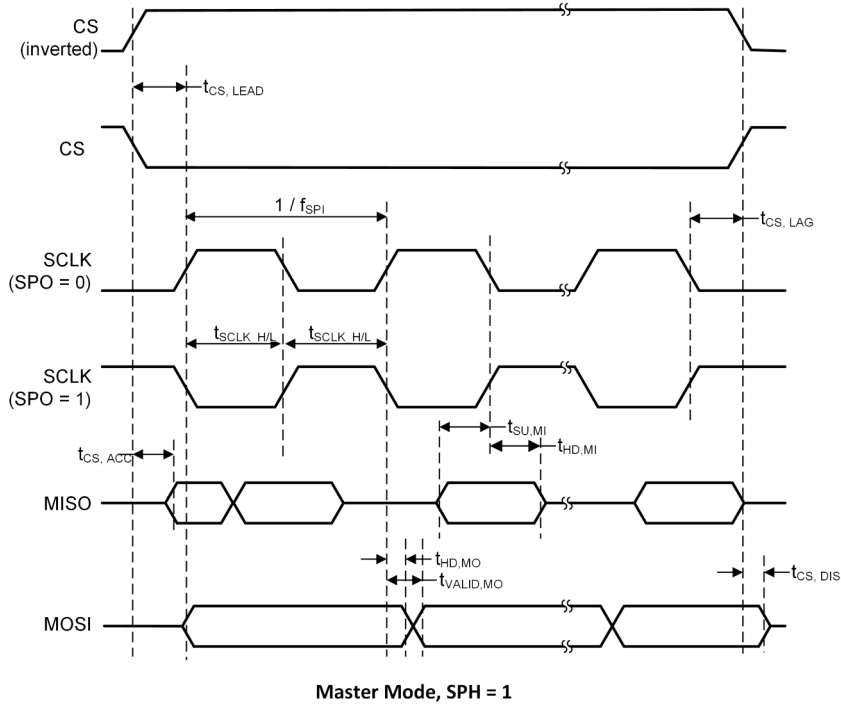 CS
(inverted)
tCS, LEAD
CS
1 / fSPI
tCS, LAG
SCLK
(SPO = 0)
tSCLK_H/L
tSCLK_H/L
SCLK
(SPO = 1)
tSU,MI
tHD,MI
tCS, ACC
MISO
tHD,MO
tVALID,MO
tCS, DIS
MOSI
Master Mode, SPH = 1